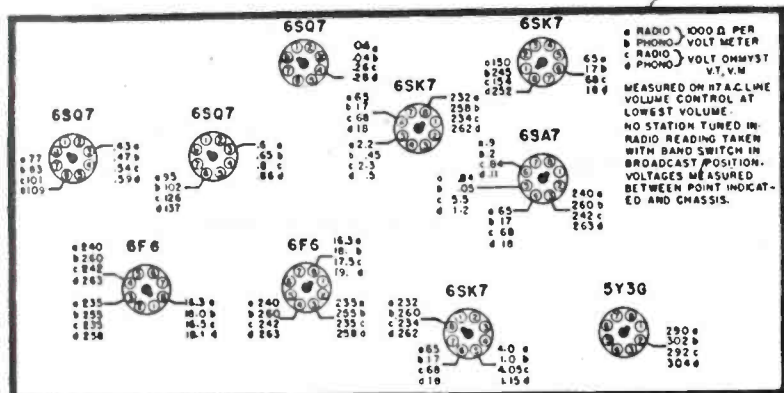 6SQ7
.04 b
.26 c
.28 d
6SK7
a 150
b 245
c 154
d 252
65 a
17 b
68 c
18 d
a RADIO } 1000 Ω PER
b PHONO } VOLT METER
c RADIO } VOLT OHMYST
d PHONO } V.T.V.M
MEASURED ON 117 A.C. LINE
VOLUME CONTROL AT
LOWEST VOLUME.
NO STATION TUNED IN-
RADIO READING TAKEN
WITH BAND SWITCH IN
BROADCAST POSITION.
VOLTAGES MEASURED
BETWEEN POINT INDICAT-
ED AND CHASSIS.
6SK7
a 65
b 17
c 68
d 18
232 a
258 b
234 c
262 d
a 2.2
b .45
c 2.3
d .5
6SQ7
a 77
b 83
c 101
d 109
.43 a
.47 b
.54 c
.59 d
6SQ7
a 95
b 102
c 126
d 137
.6 a
.65 b
.8 c
.86 d
6SA7
a .9
b .2
c .84
d .11
a .84
b .05
c 5.5
d 1.2
a 65
b 17
c 68
d 18
240 a
260 b
242 c
263 d
6F6
a 240
b 260
c 242
d 263
a 235
b 255
c 235
d 258
16.3 a
18.0 b
16.5 c
18.1 d
6F6
16.3 a
18. b
17.5 c
19. d
a 240
b 260
c 242
d 263
235 a
255 b
235 c
258 d
6SK7
a 232
b 260
c 234
d 262
a 65
b 17
c 68
d 18
4.0 a
1.0 b
4.05 c
1.15 d
5Y3G
290 a
302 b
292 c
304 d